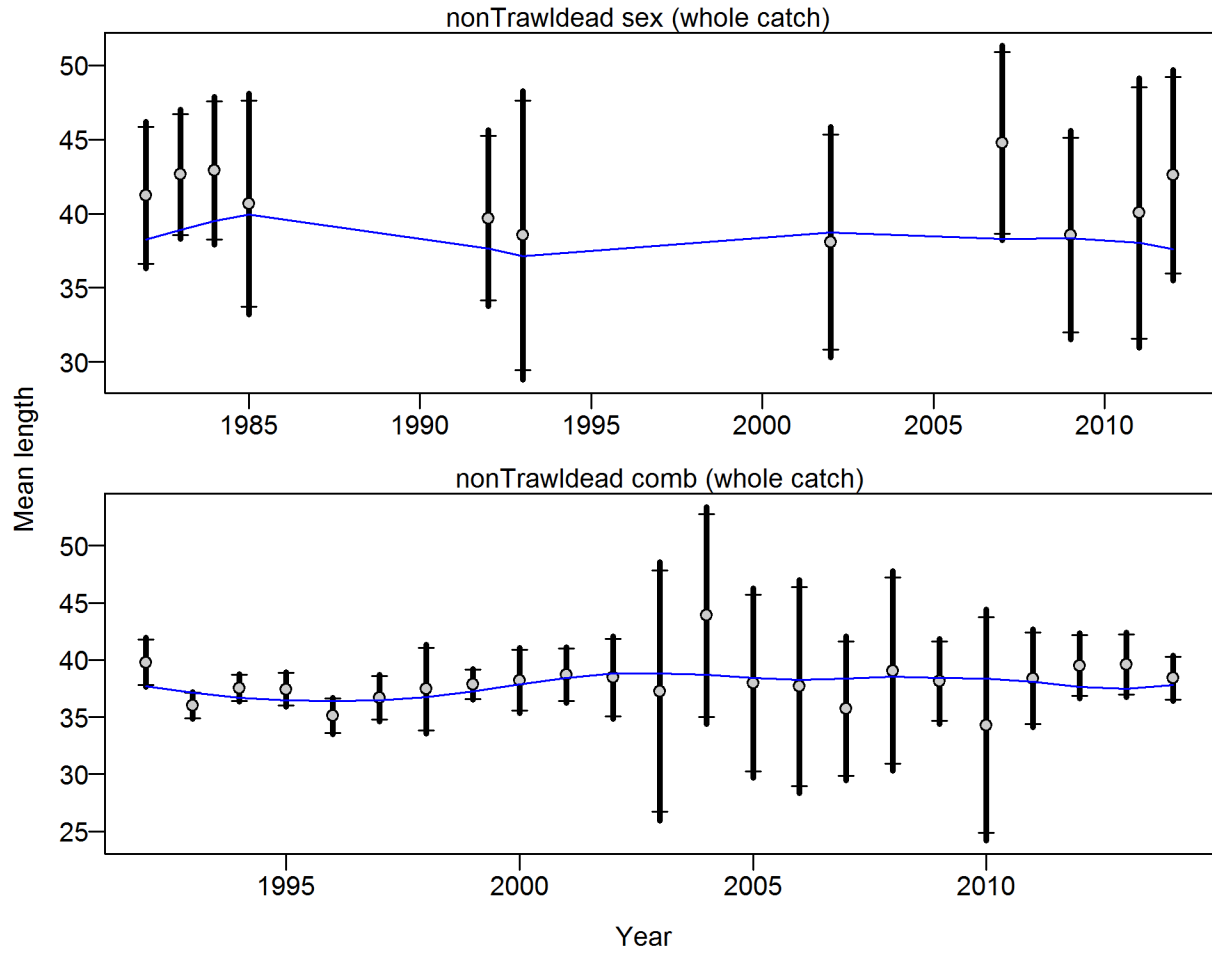 nonTrawldead sex (whole catch)
50
45
40
35
30
1985 1990 1995 2000 2005 2010
Mean length
nonTrawldead comb (whole catch)
50
45
40
35
30
25
1995 2000 2005 2010
Year